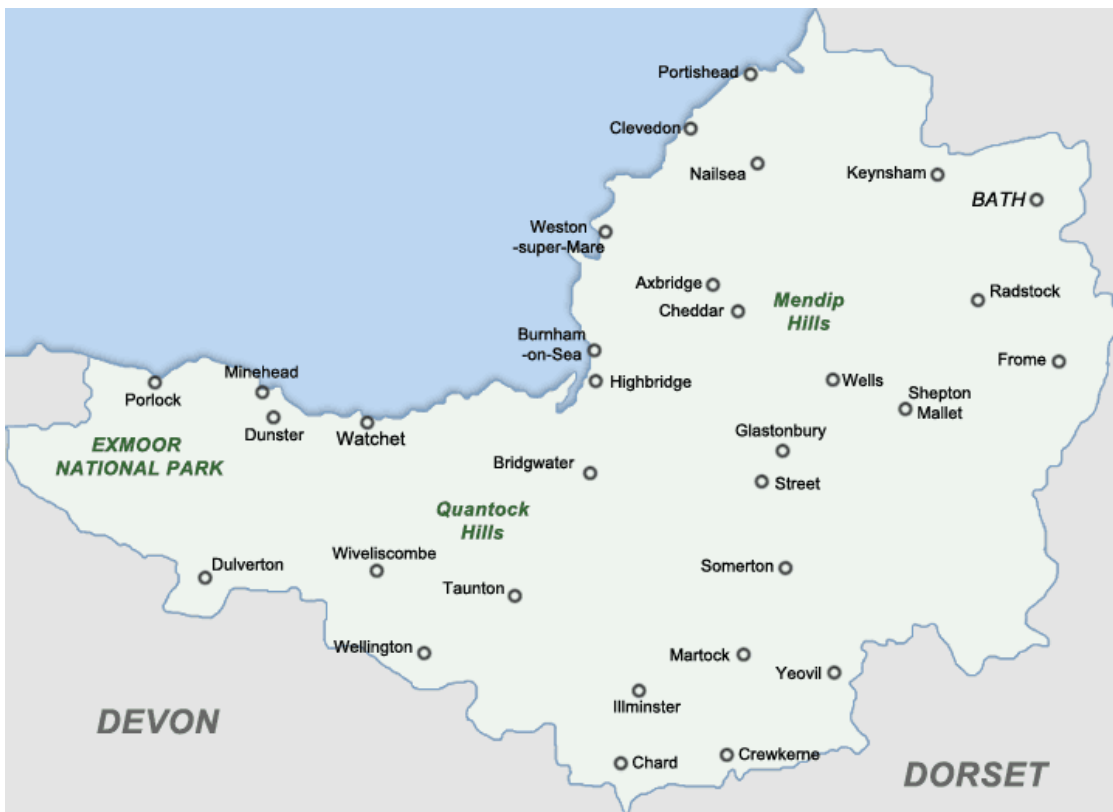 Portishead
Clevedon
Nailsea
Keynsham
BATH
Weston
-super-Mare
Axbridge
Cheddar
Mendip
Hills
Radstock
Burnham
-on-Sea
Frome
Minehead
Highbridge
Wells
Porlock
Shepton
Mallet
Dunster
Watchet
Glastonbury
EXMOOR
NATIONAL PARK
Bridgwater
Street
Quantock
Hills
Wiveliscombe
Dulverton
Somerton
Taunton
Wellington
Martock
Yeovil
Illminster
DEVON
Crewkerne
Chard
DORSET